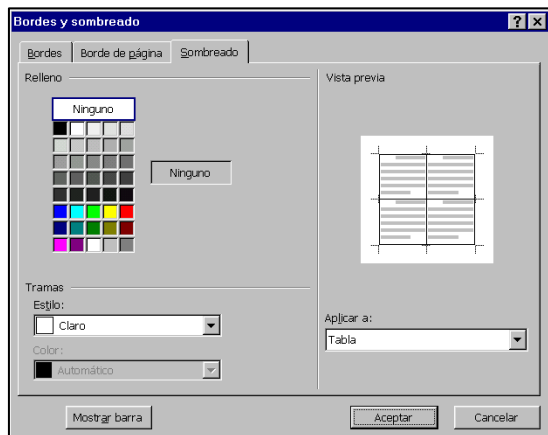 Bordes y sombreado
Bordes Borde de página Sombreado
Relleno
Vista previa
Ninguno
Ninguno
Tramas
Estilo:
Claro
Aplicar a:
Tabla
Color:
Automático
Mostrar barra
Aceptar
Cancelar